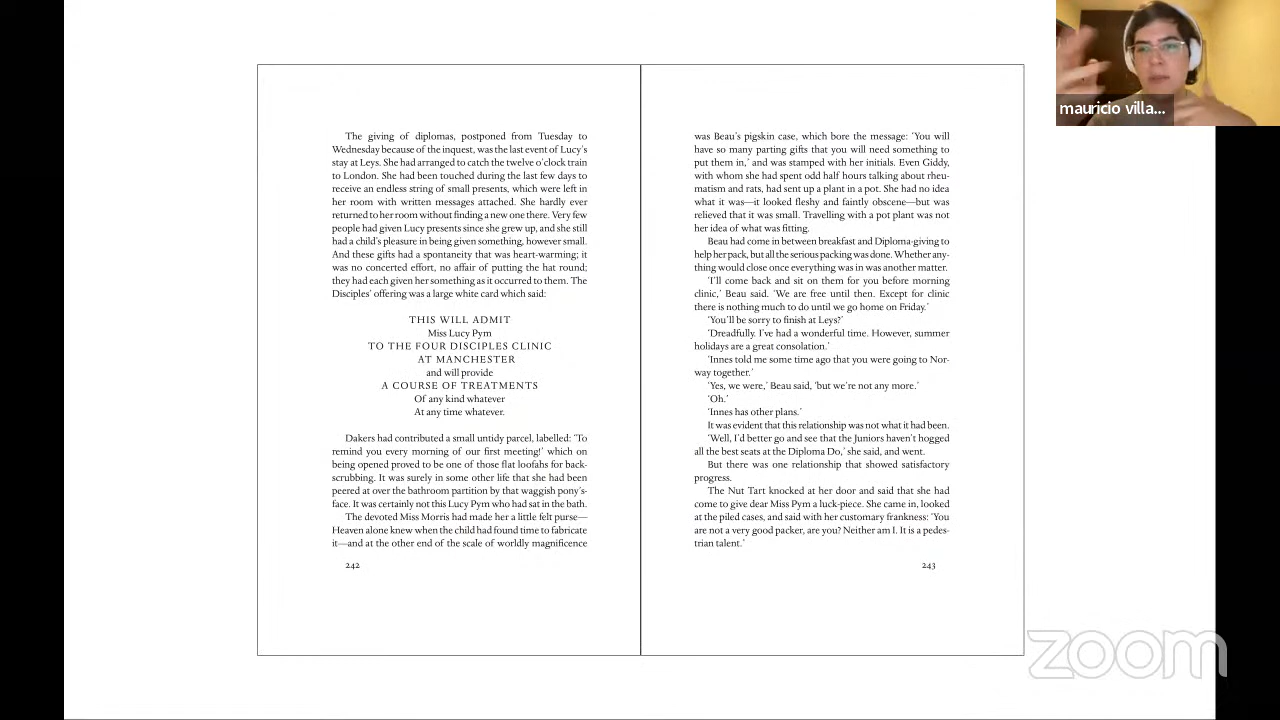 mauricio villa...
The giving of diplomas, postponed from Tuesday to
Wednesday because of the inquest, was the last event of Lucy's
stay at Leys. She had arranged to catch the twelve o'clock train
to London. She had been touched during the last few days to
receive an endless string of small presents, which were left in
her room with written messages attached. She hardly ever
returned to her room without finding a new one there. Very few
people had given Lucy presents since she grew up, and she still
had a child's pleasure in being given something, however small.
And these gifts had a spontaneity that was heart-warming; it
was no concerted effort, no affair of putting the hat round;
they had each given her something as it occurred to them. The
Disciples' offering was a large white card which said:
THIS WILL ADMIT
Miss Lucy Pym
TO THE FOUR DISCIPLES CLINIC
AT MANCHESTER
and will provide
A COURSE OF TREATMENTS
Of any kind whatever
At any time whatever.
Dakers had contributed a small untidy parcel, labelled: 'To
remind you every morning of our first meeting!' which on
being opened proved to be one of those flat loofahs for back-
scrubbing. It was surely in some other life that she had been
peered at over the bathroom partition by that waggish pony's-
face. It was certainly not this Lucy Pym who had sat in the bath.
The devoted Miss Morris had made her a little felt purse—
Heaven alone knew when the child had found time to fabricate
it—and at the other end of the scale of worldly magnificence
242
was Beau's pigskin case, which bore the message: 'You will
have so many parting gifts that you will need something to
put them in,' and was stamped with her initials. Even Giddy,
with whom she had spent odd half hours talking about rheu-
matism and rats, had sent up a plant in a pot. She had no idea
what it was—it looked fleshy and faintly obscene—but was
relieved that it was small. Travelling with a pot plant was not
her idea of what was fitting.
Beau had come in between breakfast and Diploma-giving to
help her pack, but all the serious packing was done. Whether any-
thing would close once everything was in was another matter.
'I'll come back and sit on them for you before morning
clinic,' Beau said. 'We are free until then. Except for clinic
there is nothing much to do until we go home on Friday.'
'You'll be sorry to finish at Leys?'
'Dreadfully. I've had a wonderful time. However, summer
holidays are a great consolation.'
'Innes told me some time ago that you were going to Nor-
way together.'
'Yes, we were,' Beau said, 'but we're not any more.'
'Oh.'
'Innes has other plans.'
It was evident that this relationship was not what it had been.
'Well, I'd better go and see that the Juniors haven't hogged
all the best seats at the Diploma Do,' she said, and went.
But there was one relationship that showed satisfactory
progress.
The Nut Tart knocked at her door and said that she had
come to give dear Miss Pym a luck-piece. She came in, looked
at the piled cases, and said with her customary frankness: 'You
are not a very good packer, are you? Neither am I. It is a pedes-
trian talent.'
243
zoom